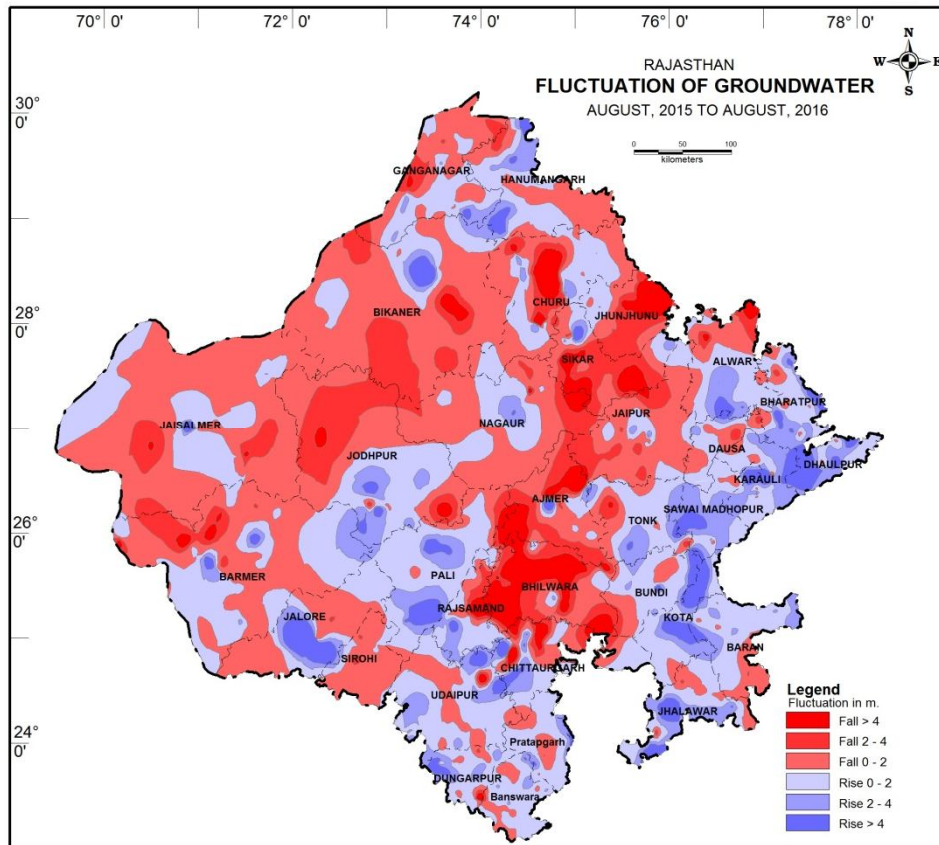 70° 0' 72° 0' 74° 0' 76° 0' 78° 0'
N
W E
S
RAJASTHAN
FLUCTUATION OF GROUNDWATER
AUGUST, 2015 TO AUGUST, 2016
0 50 100
kilometers
30°
0'
GANGANAGAR
HANUMANGARH
28°
0'
CHURU
BIKANER
JHUNJHUNU
SIKAR
ALWAR
BHARATPUR
JAIPUR
NAGAUR
JAISALMER
DAUSA
JODHPUR
DHAULPUR
KARAULI
26°
0'
AJMER
SAWAI MADHOPUR
TONK
BARMER
PALI
BHILWARA
BUNDI
RAJSAMAND
JALORE
KOTA
BARAN
SIROHI
CHITTAURGARH
UDAIPUR
24°
0'
JHALAWAR
Pratapgarh
DUNGARPUR
Banswara
Legend
Fluctuation in m.
Fall > 4
Fall 2 - 4
Fall 0 - 2
Rise 0 - 2
Rise 2 - 4
Rise > 4